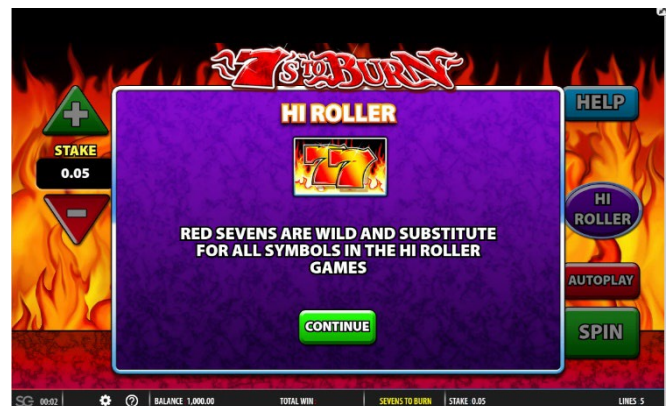 7's TO BURN
HI ROLLER
77
RED SEVENS ARE WILD AND SUBSTITUTE
FOR ALL SYMBOLS IN THE HI ROLLER
GAMES
CONTINUE
STAKE
0.05
HELP
HI
ROLLER
AUTOPLAY
SPIN
SG 00:02 BALANCE 1,000.00 TOTAL WIN SEVENS TO BURN STAKE 0.05 LINES 5